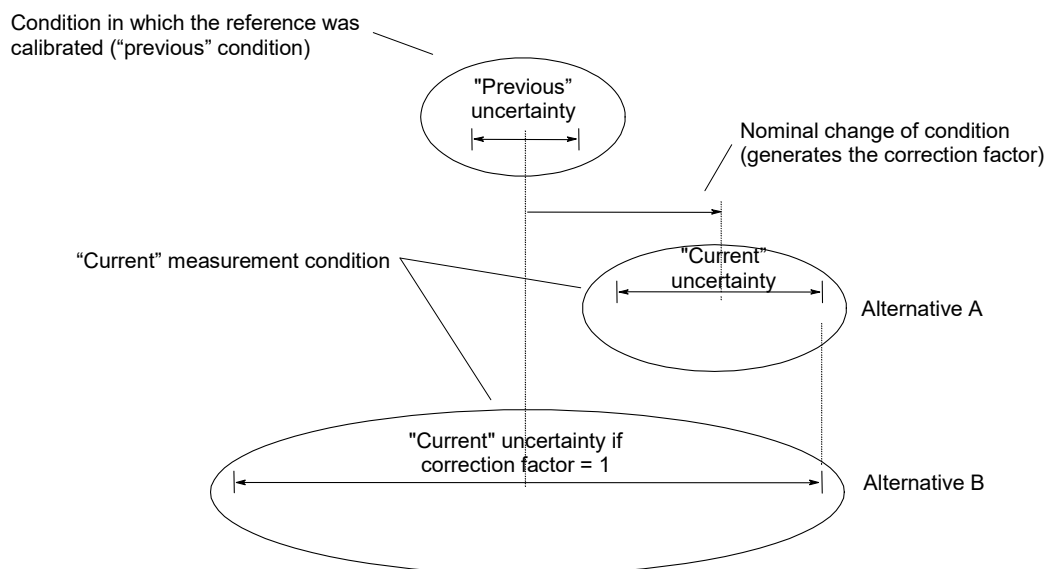 Condition in which the reference was
calibrated (“previous” condition)
"Previous”
uncertainty
Nominal change of condition
(generates the correction factor)
“Current” measurement condition
"Current”
uncertainty
Alternative A
"Current" uncertainty if
correction factor = 1
Alternative B